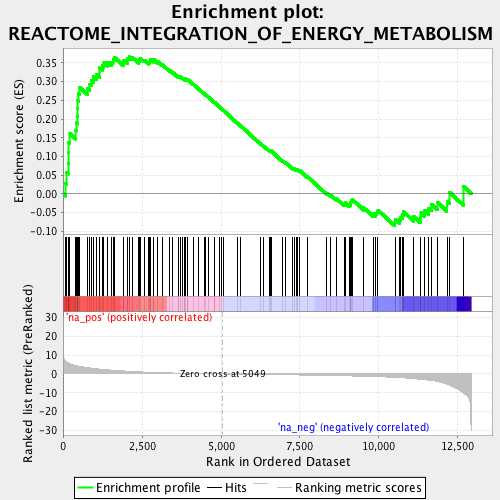 Enrichment plot:
REACTOME_INTEGRATION_OF_ENERGY_METABOLISM
Enrichment score (ES)
0.35
0.30
0.25
0.20
0.15
0.10
0.05
0.00
-0.05
-0.10
'na_pos' (positively correlated)
Ranked list metric (PreRanked)
30
20
10
0
-10
-20
-30
Zero cross at 5049
'na_neg' (negatively correlated)
0
2,500
5,000
7,500
10,000
12,500
Rank in Ordered Dataset
Enrichment profile
Hits
Ranking metric scores